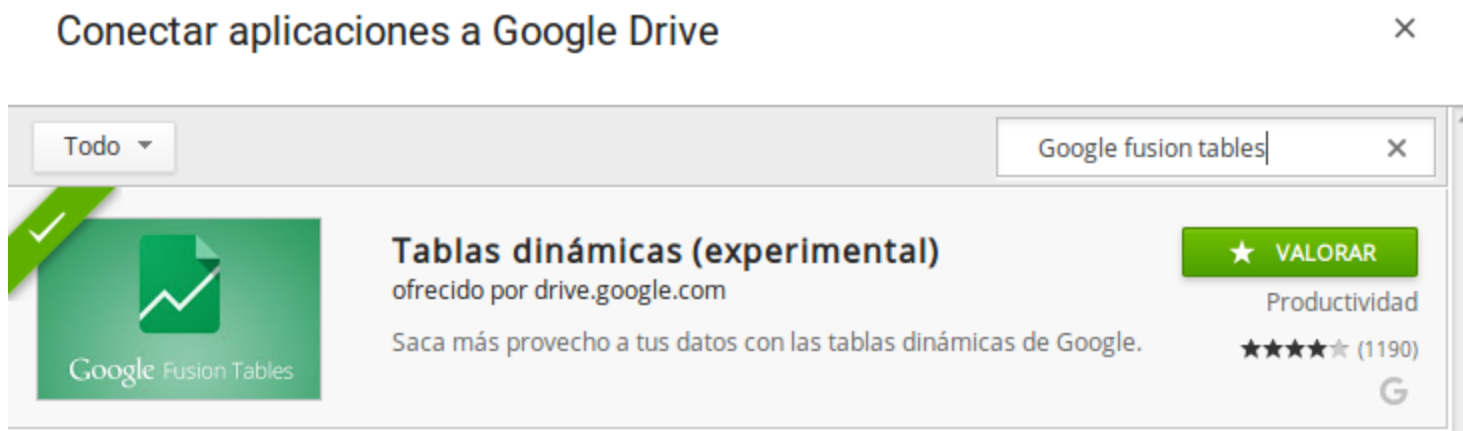 Conectar aplicaciones a Google Drive
Todo
Google fusion tables
Google Fusion Tables
Tablas dinámicas (experimental)
ofrecido por drive.google.com
Saca más provecho a tus datos con las tablas dinámicas de Google.
VALORAR
Productividad
(1190)
G